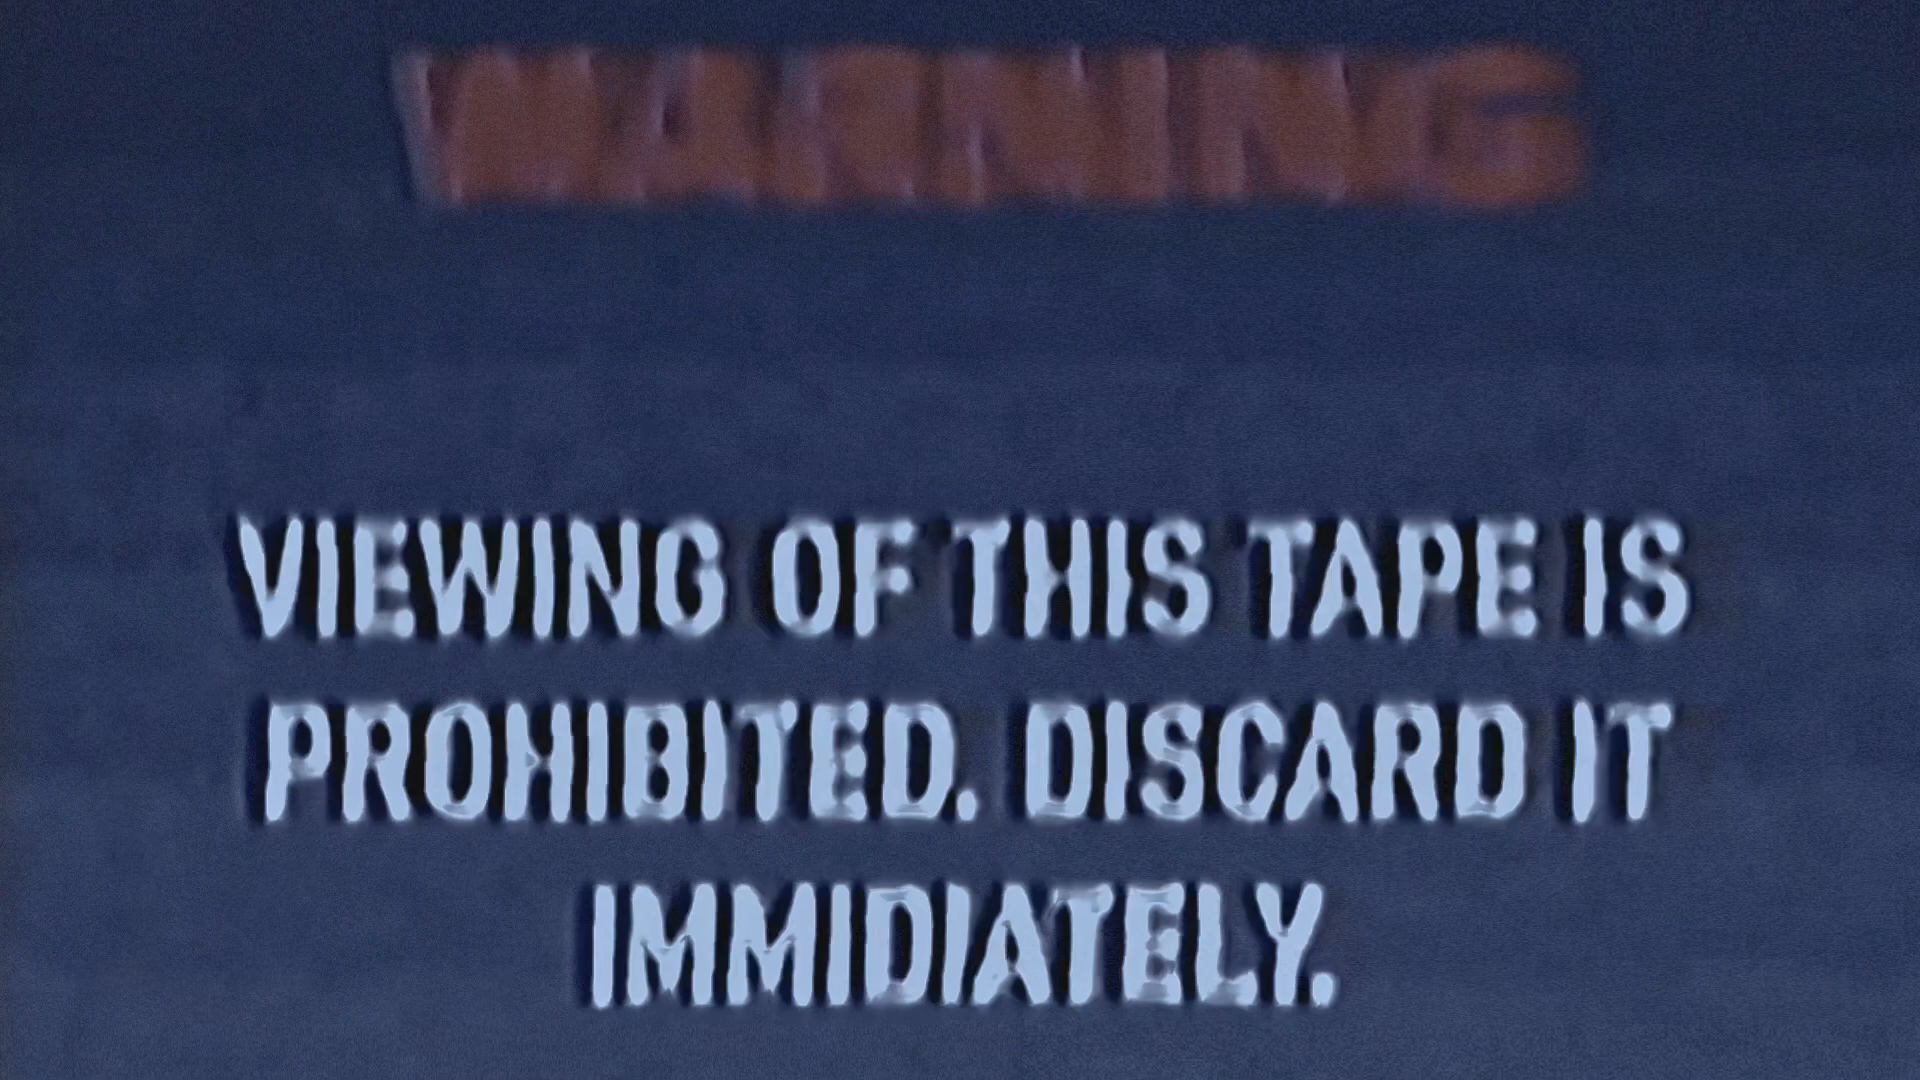 WARNING
VIEWING OF THIS TAPE IS
PROHIBITED. DISCARD IT
IMMIDIATELY.